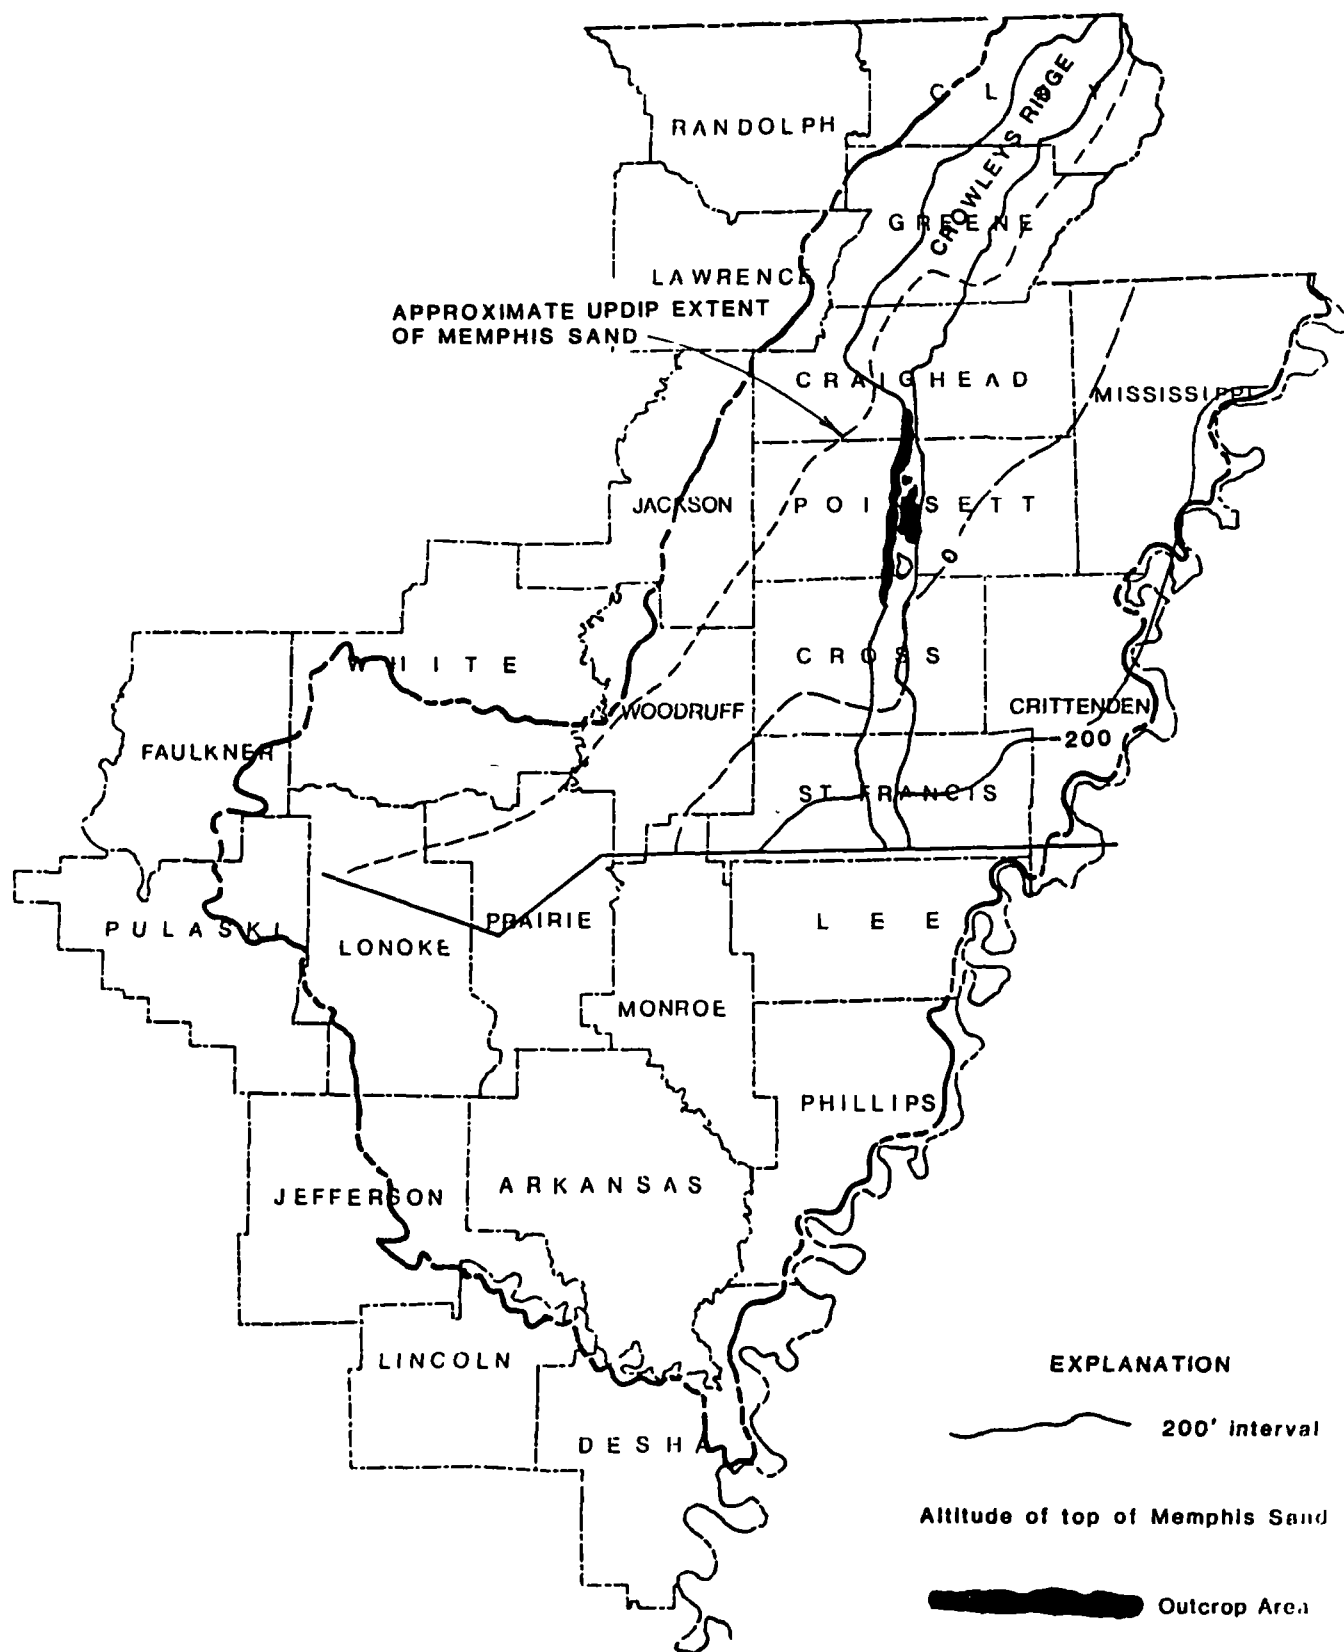 CLAY
CROWLEYS RIDGE
RANDOLPH
GREENE
LAWRENCE
APPROXIMATE UPDIP EXTENT
OF MEMPHIS SAND
CRAIGHEAD
MISSISSIPPI
JACKSON
POINSETT
0
WHITE
CROSS
WOODRUFF
CRITTENDEN
FAULKNER
200
ST FRANCIS
PULASKI
LONOKE
PRAIRIE
LEE
MONROE
PHILLIPS
JEFFERSON
ARKANSAS
LINCOLN
DESHA
EXPLANATION
200' interval
Altitude of top of Memphis Sand
Outcrop Area